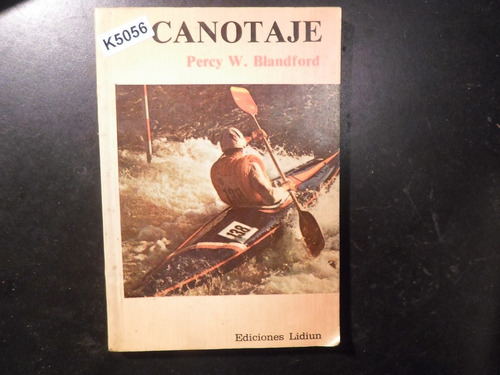 K5056
CANOTAJE
Percy W. Blandford
138
Ediciones Lidiun